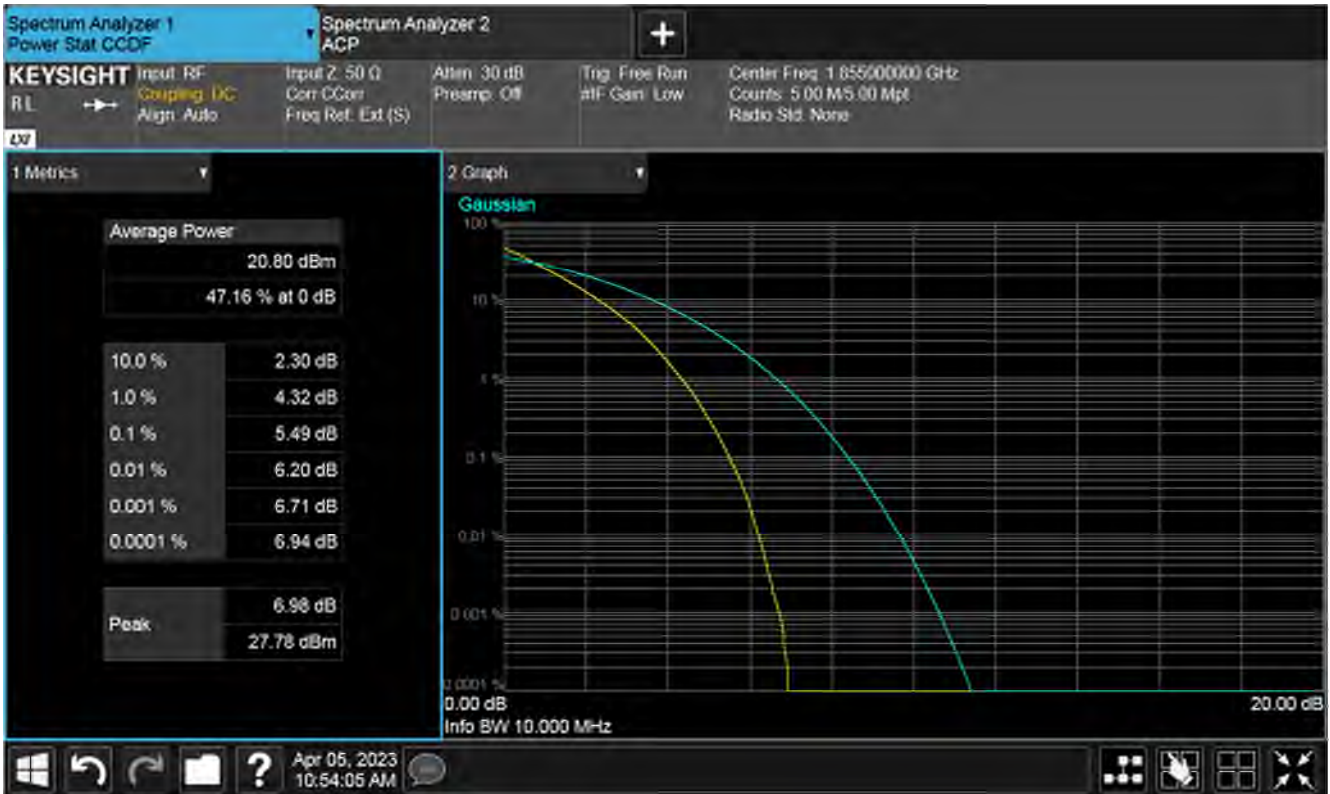 Spectrum Analyzer 1
Power Stat CCDF
Spectrum Analyzer 2
ACP
KEYSIGHT
RL
LXI
Input: RF
Coupling: DC
Align: Auto
Input Z: 50 Ω
Corr CCorr
Freq Ref: Ext (S)
Atten: 30 dB
Preamp: Off
Trig: Free Run
#IF Gain: Low
Center Freq: 1.855000000 GHz
Counts: 5.00 M/5.00 Mpt
Radio Std: None
1 Metrics
Average Power
20.80 dBm
47.16 % at 0 dB
10.0 % 2.30 dB
1.0 % 4.32 dB
0.1 % 5.49 dB
0.01 % 6.20 dB
0.001 % 6.71 dB
0.0001 % 6.94 dB
Peak
6.98 dB
27.78 dBm
2 Graph
Gaussian
100 %
10 %
1 %
0.1 %
0.01 %
0.001 %
0.0001 %
0.00 dB
20.00 dB
Info BW 10.000 MHz
?
Apr 05, 2023
10:54:05 AM